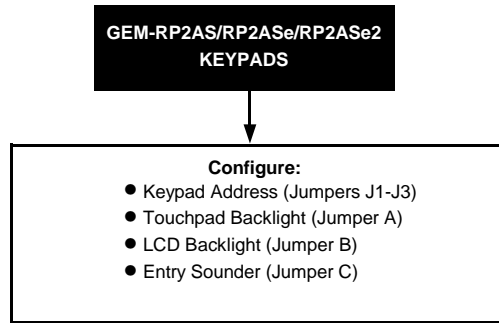 GEM-RP2AS/RP2ASe/RP2ASe2
KEYPADS
Configure:
● Keypad Address (Jumpers J1-J3)
● Touchpad Backlight (Jumper A)
● LCD Backlight (Jumper B)
● Entry Sounder (Jumper C)